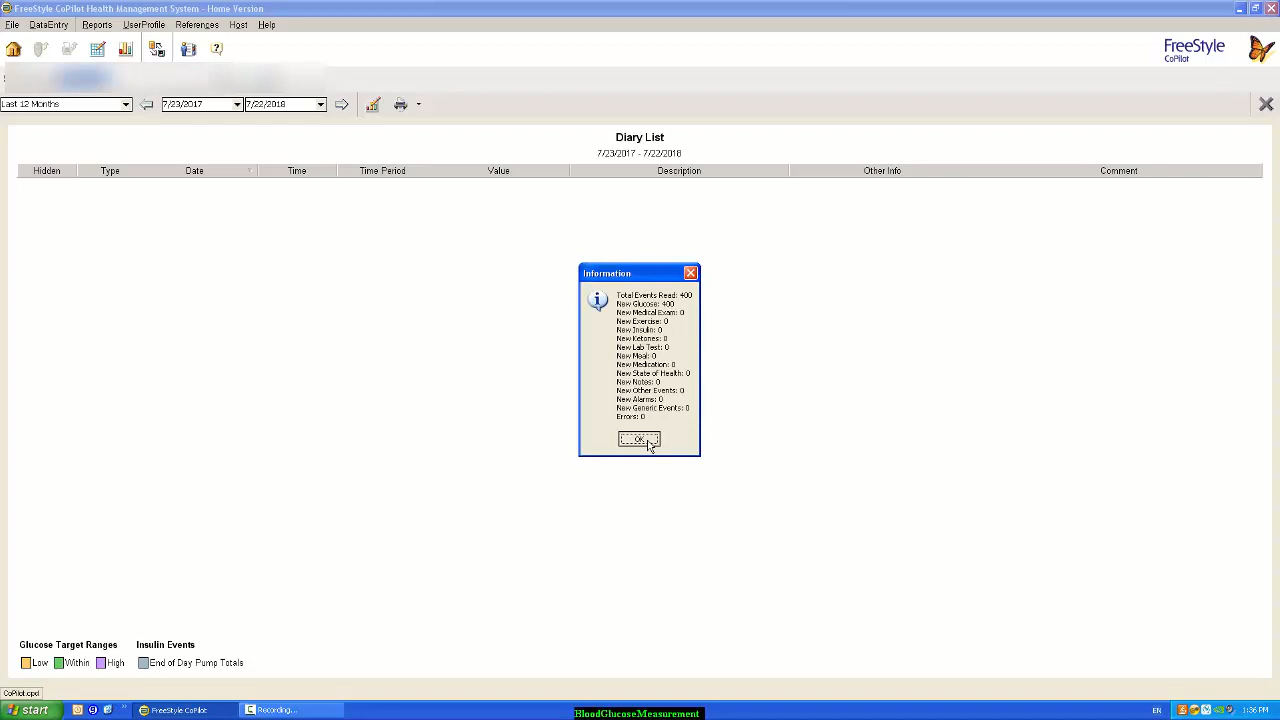 FreeStyle CoPilot Health Management System - Home Version
File DataEntry Reports UserProfile References Host Help
FreeStyle
CoPilot
Last 12 Months 7/23/2017 7/22/2018
Diary List
7/23/2017 - 7/22/2018
Hidden Type Date Time Time Period Value Description Other Info Comment
Information
Total Events Read: 400
New Glucose: 400
New Medical Exam: 0
New Exercise: 0
New Insulin: 0
New Ketones: 0
New Lab Test: 0
New Meal: 0
New Medication: 0
New State of Health: 0
New Notes: 0
New Other Events: 0
New Alarms: 0
New Generic Events: 0
Errors: 0
OK
Glucose Target Ranges Insulin Events
Low Within High End of Day Pump Totals
CoPilot.cpd
start FreeStyle CoPilot Recording... BloodGlucoseMeasurement EN 1:36 PM